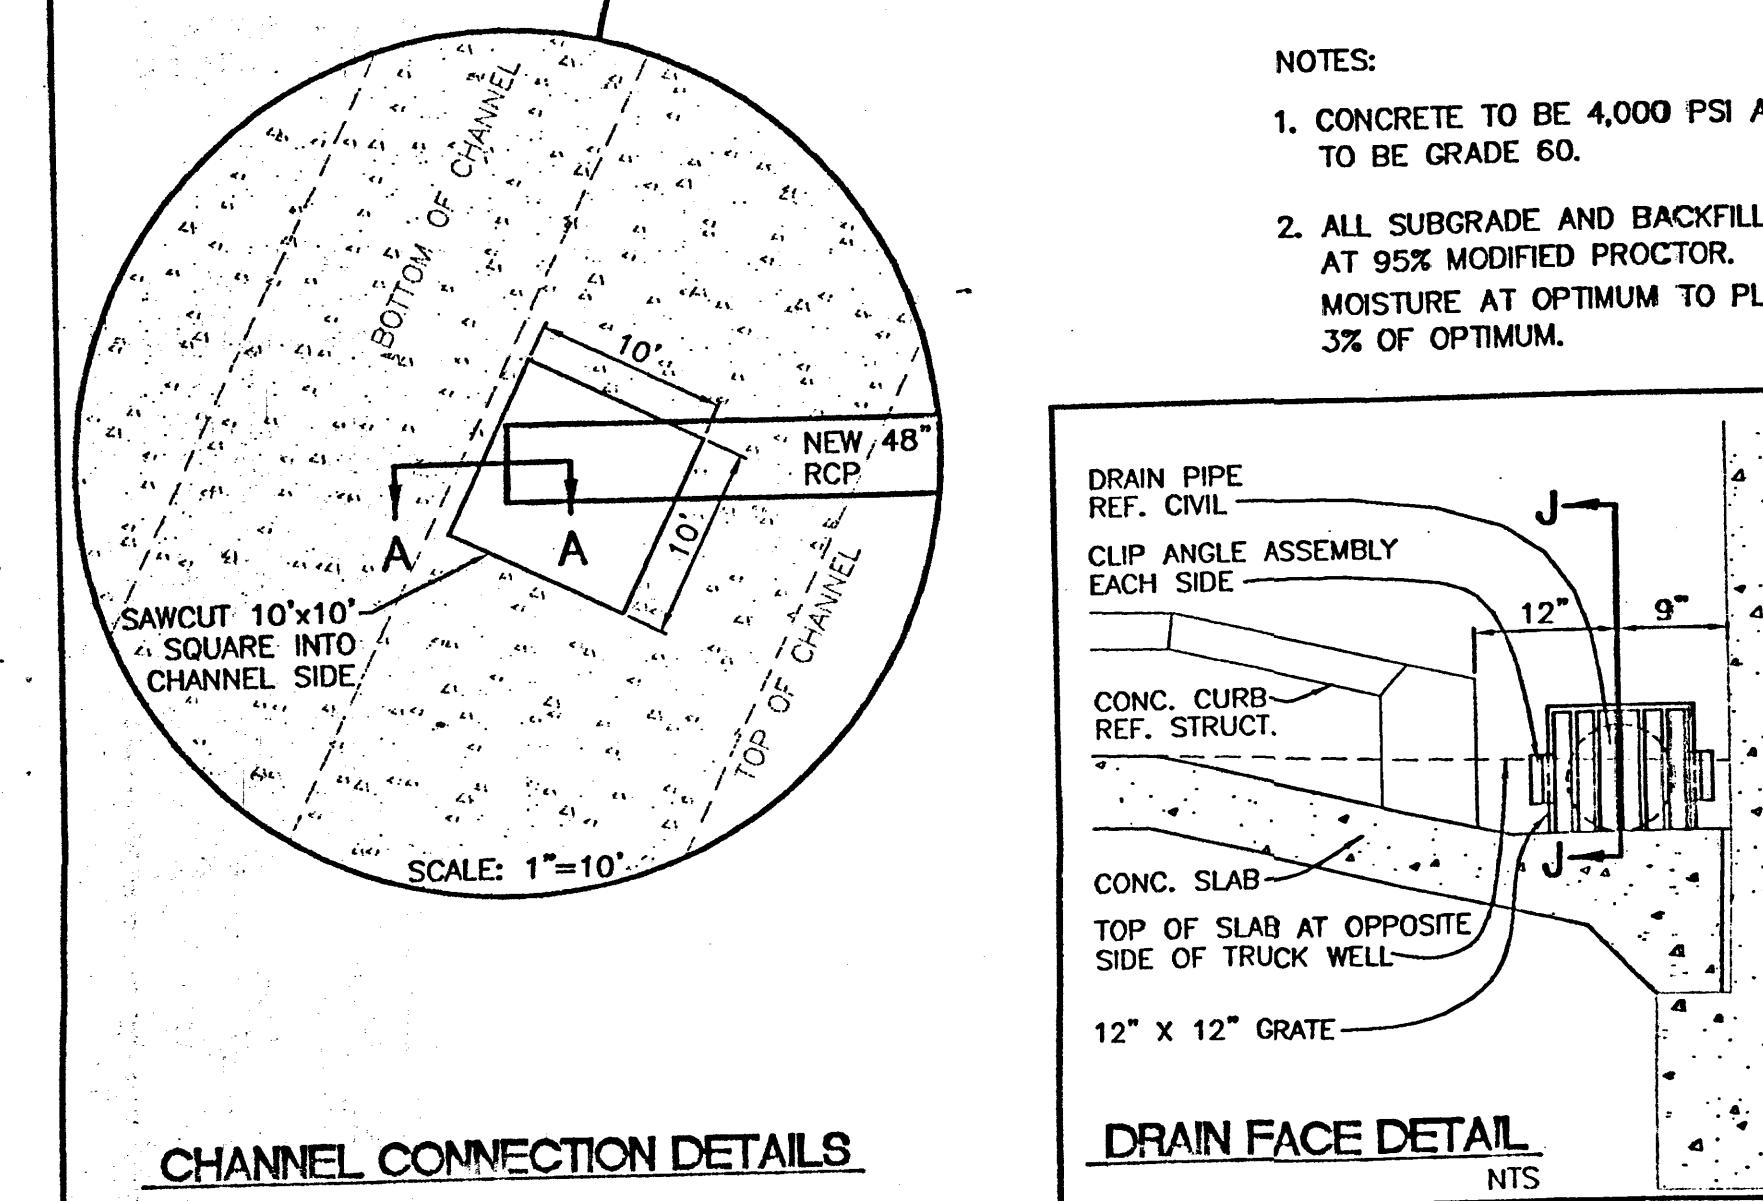 BOTTOM OF CHANNEL
10'
NEW 48"
RCP
10'
A A
SAWCUT 10'x10'
SQUARE INTO
CHANNEL SIDE
TOP OF CHANNEL
SCALE: 1"=10'
CHANNEL CONNECTION DETAILS
NOTES:
1. CONCRETE TO BE 4,000 PSI A
TO BE GRADE 60.
2. ALL SUBGRADE AND BACKFILL
AT 95% MODIFIED PROCTOR.
MOISTURE AT OPTIMUM TO PL
3% OF OPTIMUM.
DRAIN PIPE
REF. CIVIL
J
CLIP ANGLE ASSEMBLY
EACH SIDE
12" 9"
CONC. CURB
REF. STRUCT.
J
CONC. SLAB
TOP OF SLAB AT OPPOSITE
SIDE OF TRUCK WELL
12" X 12" GRATE
DRAIN FACE DETAIL
NTS